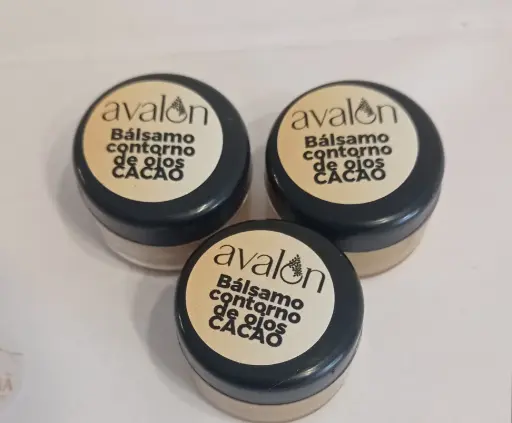 avalon
Bálsamo
contorno
de ojos
CACAO
avalon
Bálsamo
contorno
de ojos
CACAO
avalon
Bálsamo
contorno
de ojos
CACAO